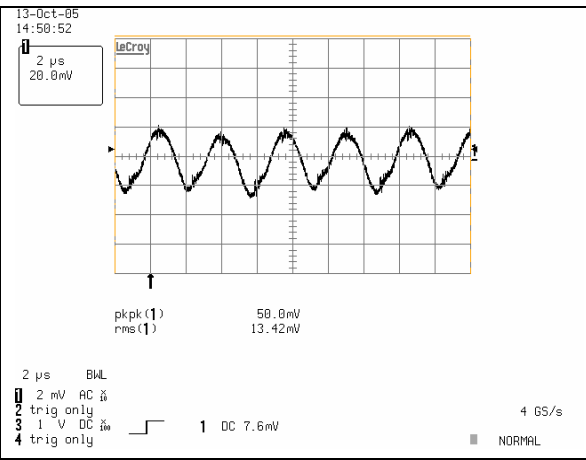 13-Oct-05
14:50:52
1
2 µs
20.0mV
LeCroy
pkpk(1) 50.0mV
rms(1) 13.42mV
2 µs BWL
1 2 mV AC X10
2 trig only
3 1 V DC X100
4 trig only
1 DC 7.6mV
4 GS/s
NORMAL